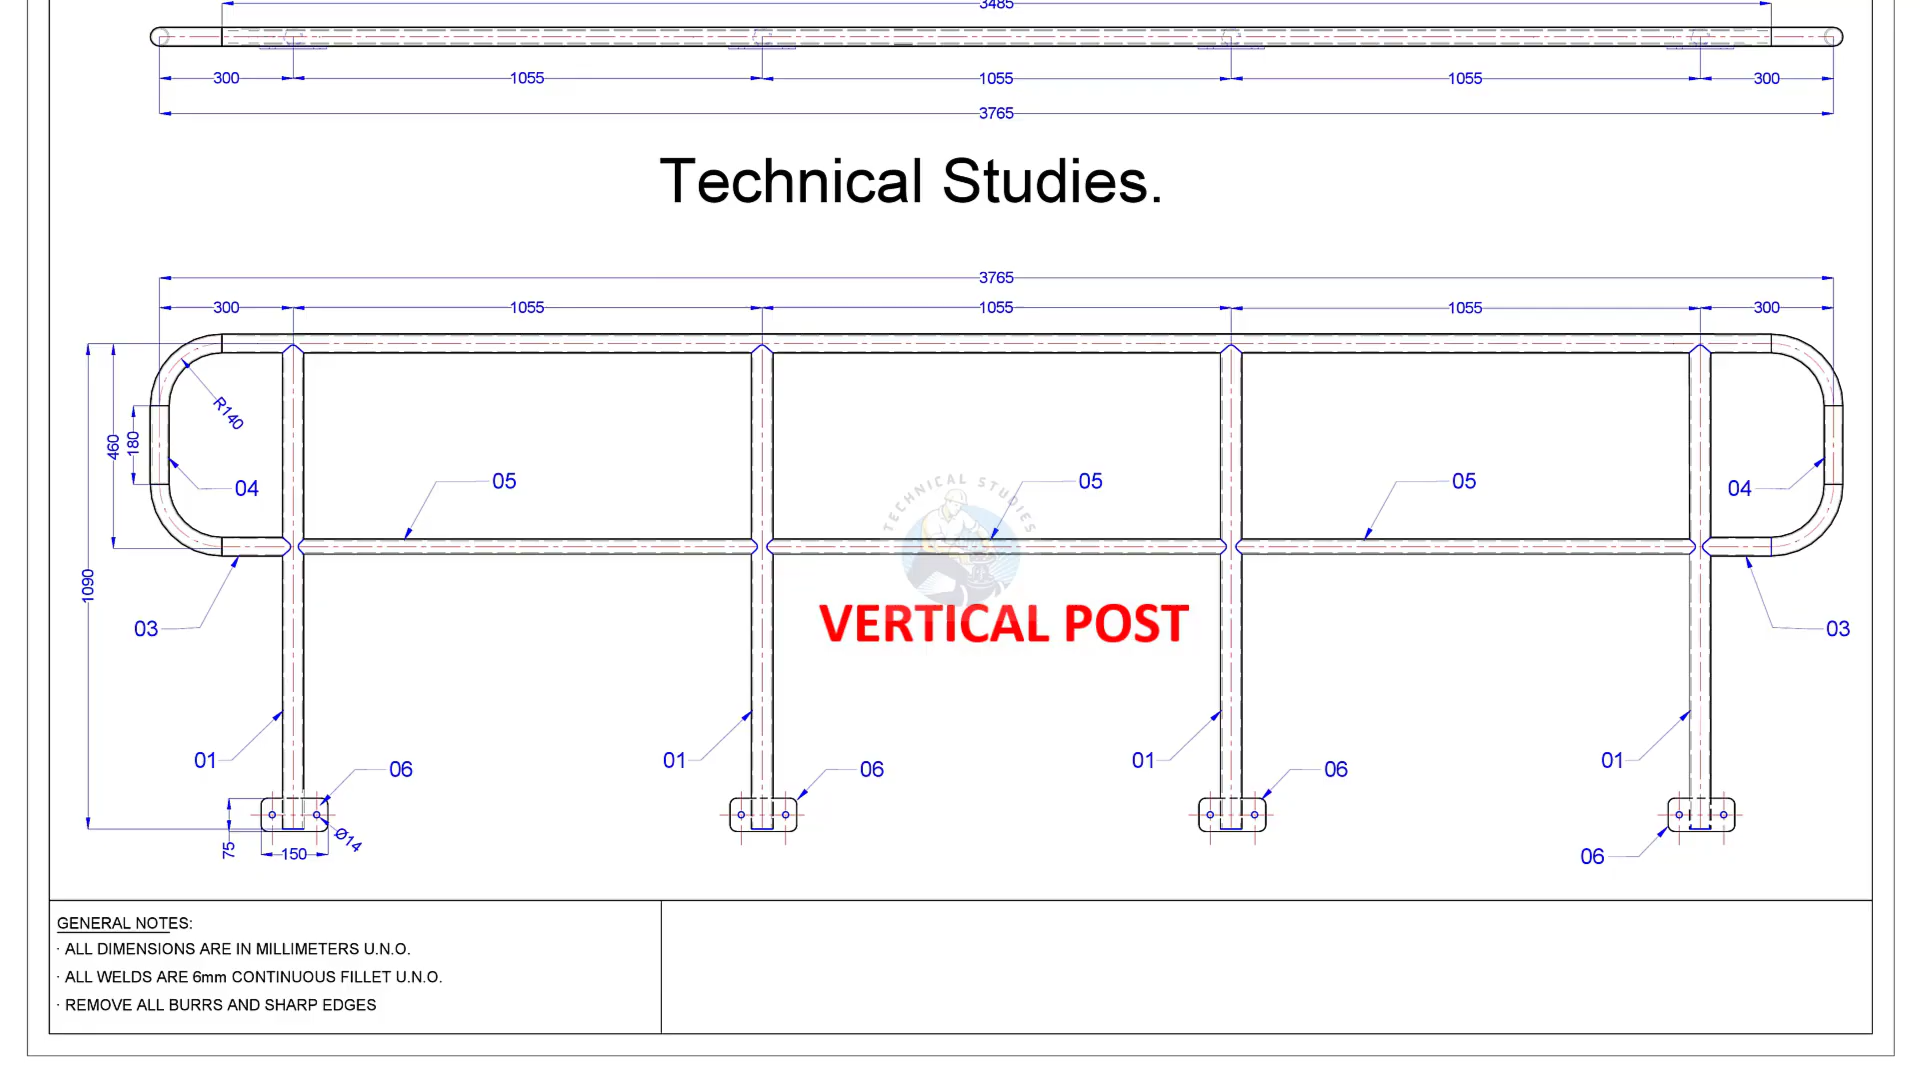 3485
300 1055 1055 1055 300
3765
Technical Studies.
3765
300 1055 1055 1055 300
R140
460
180
1090
04
05
05
05
04
TECHNICAL STUDIES
03
VERTICAL POST
03
01
01
01
01
06
06
06
75
150
Ø14
06
GENERAL NOTES:
· ALL DIMENSIONS ARE IN MILLIMETERS U.N.O.
· ALL WELDS ARE 6mm CONTINUOUS FILLET U.N.O.
· REMOVE ALL BURRS AND SHARP EDGES